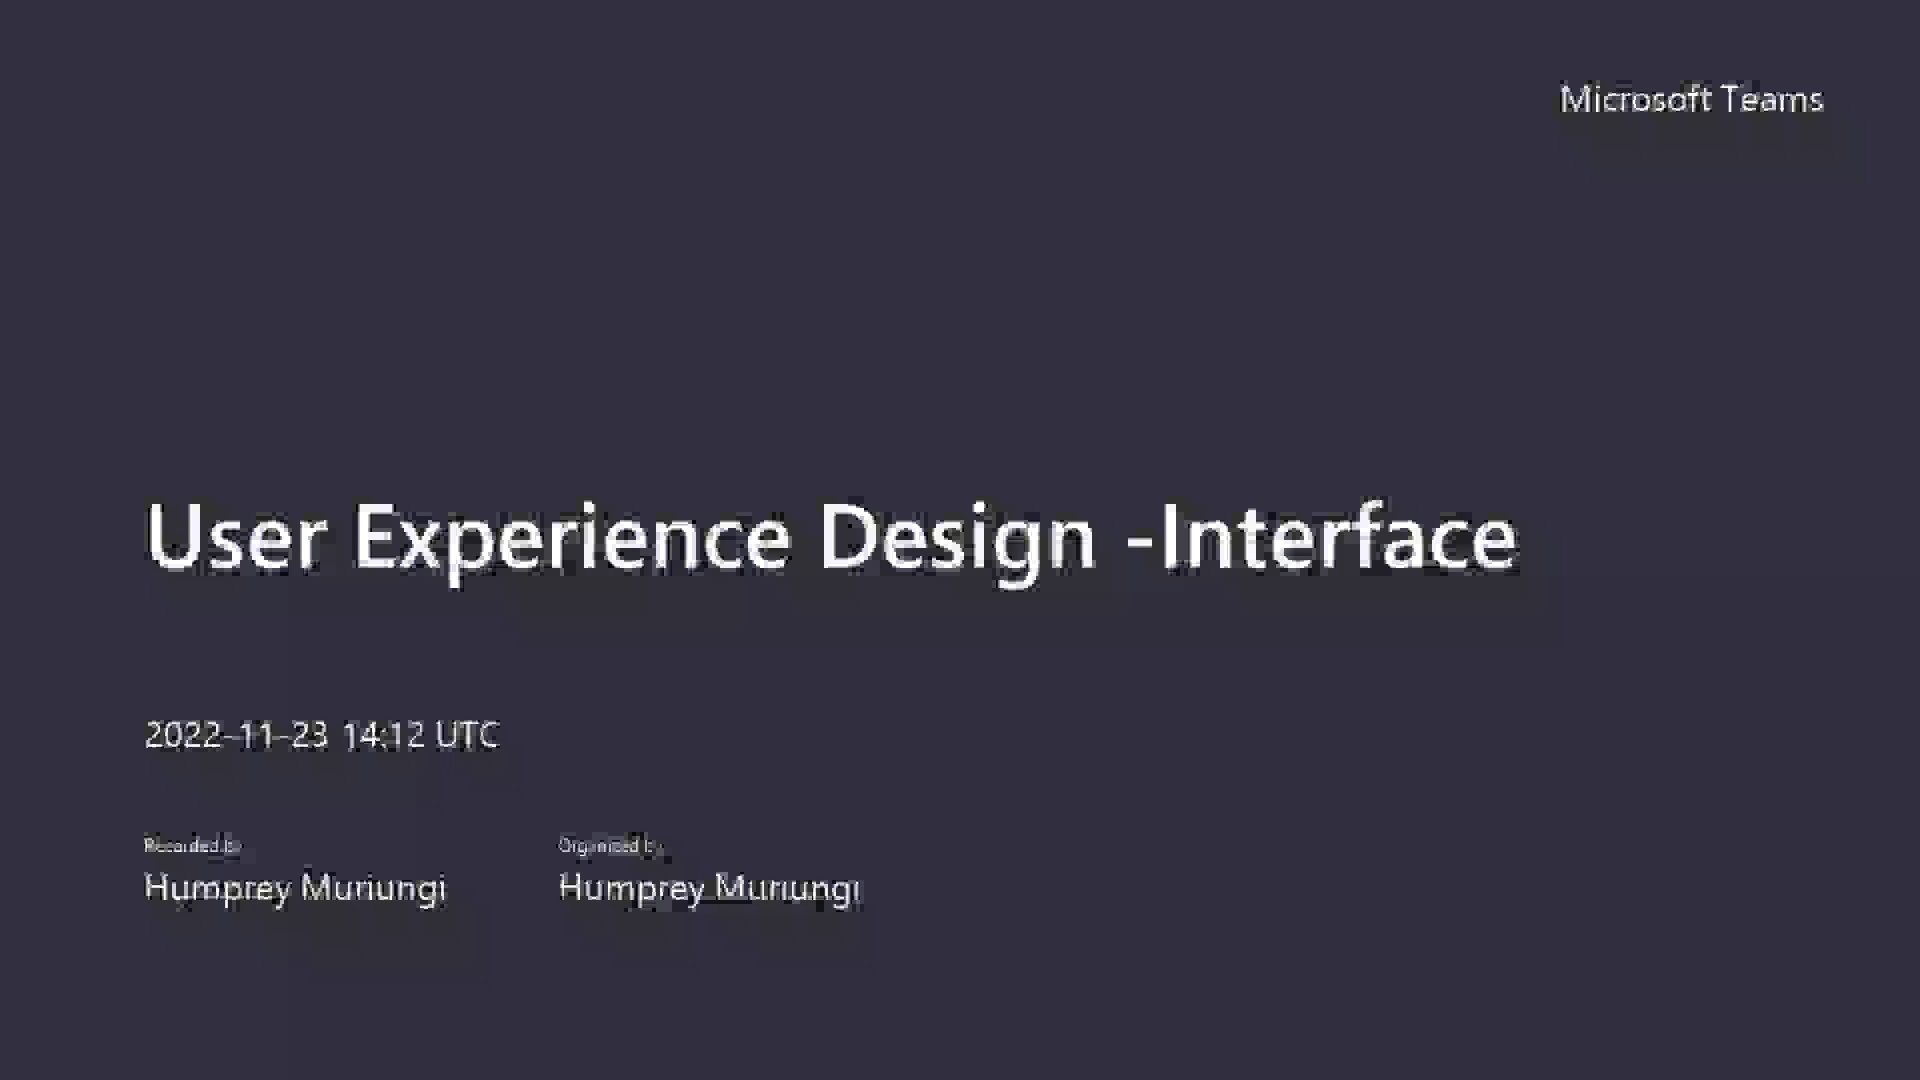 Microsoft Teams
User Experience Design -Interface
2022-11-23 14:12 UTC
Recorded by
Organized by
Humprey Muriungi
Humprey Muriungi